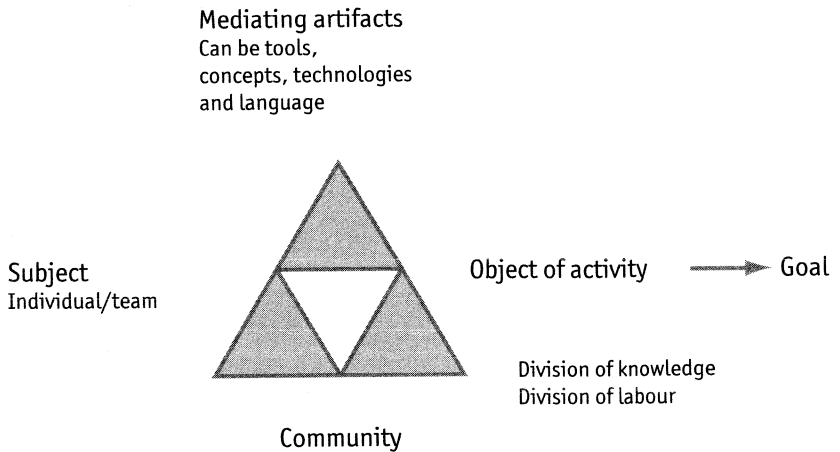 Mediating artifacts
Can be tools,
concepts, technologies
and language
Subject
Individual/team
Object of activity
Goal
Division of knowledge
Division of labour
Community